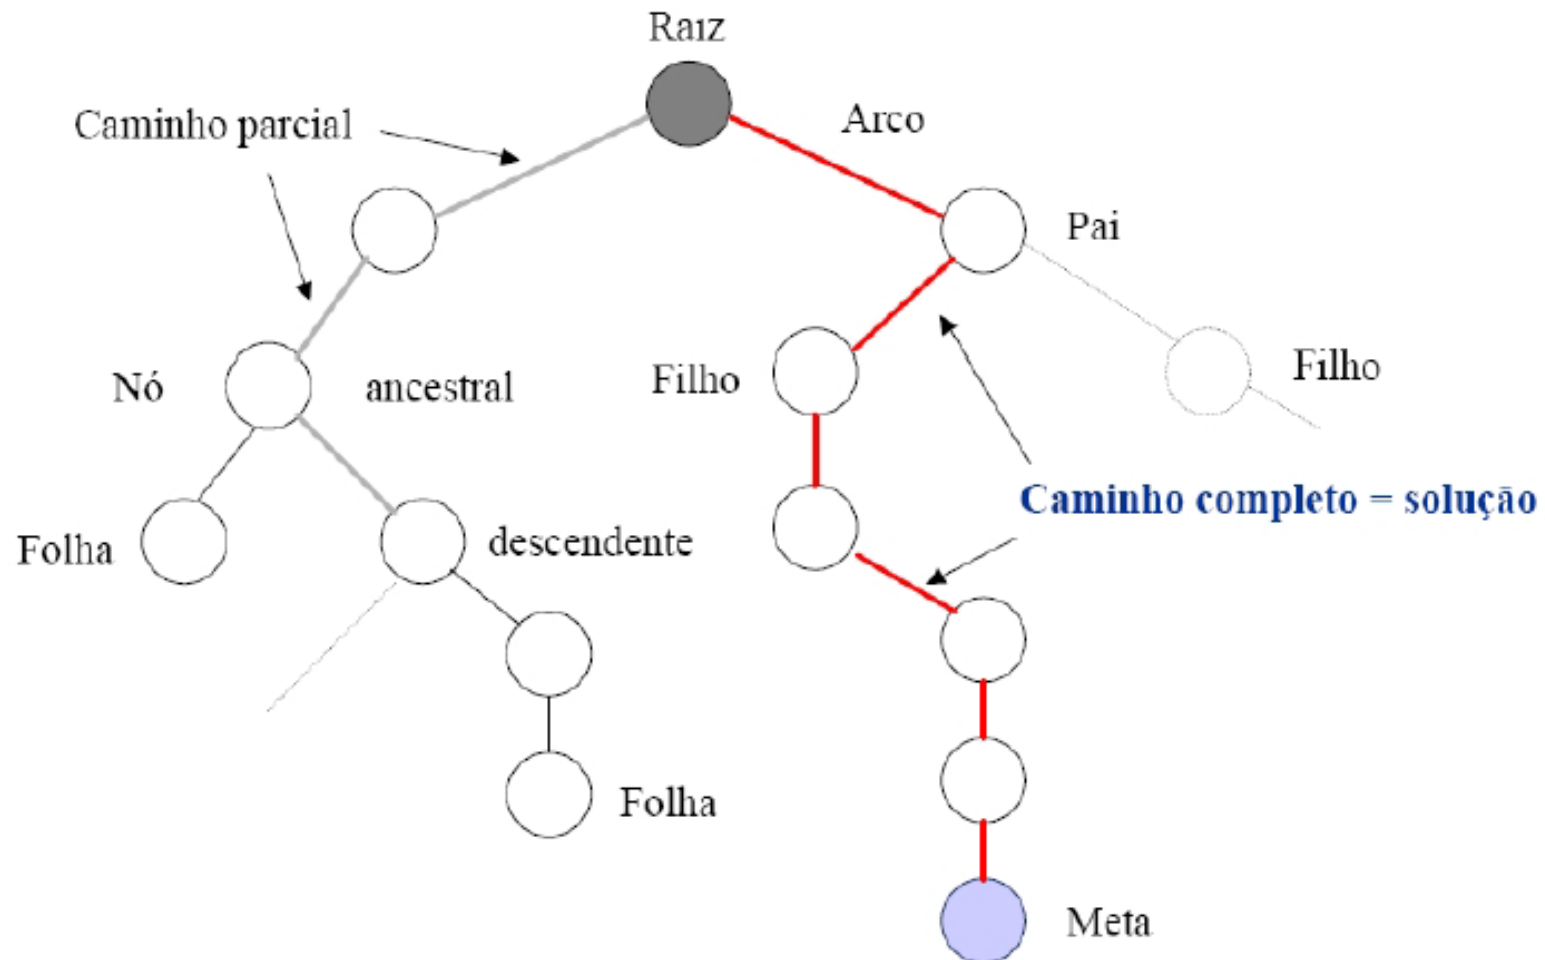 Raiz
Caminho parcial
Arco
Pai
Nó
ancestral
Filho
Filho
Caminho completo = solução
Folha
descendente
Folha
Meta